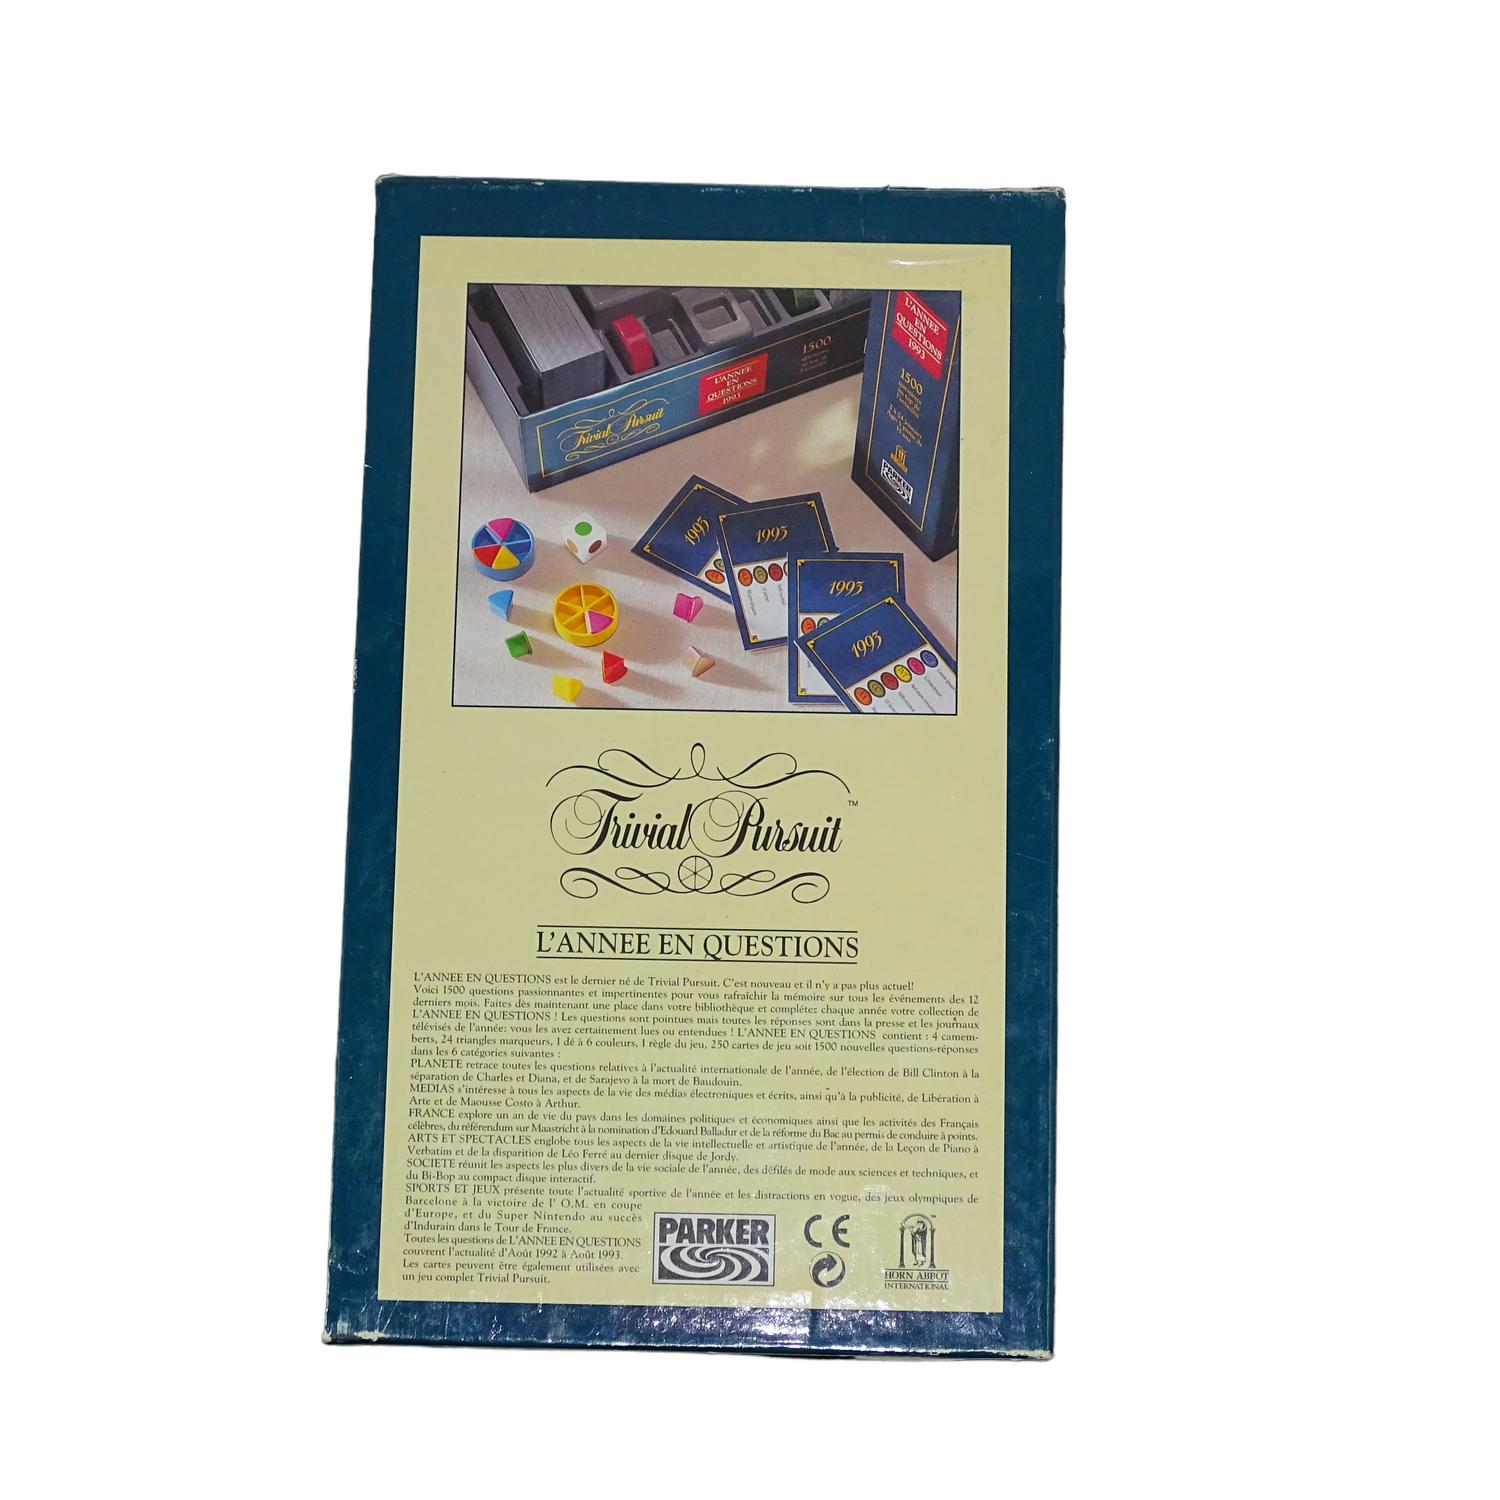 1500
L'ANNEE
EN
QUESTIONS
1993
Trivial Pursuit
L'ANNEE
EN
QUESTIONS
1993
1500
PARKER
1993
1993
1993
1993
Trivial Pursuit™
L'ANNEE EN QUESTIONS
L'ANNEE EN QUESTIONS est le dernier né de Trivial Pursuit. C'est nouveau et il n'y a pas plus actuel!
Voici 1500 questions passionnantes et impertinentes pour vous rafraîchir la mémoire sur tous les événements des 12
derniers mois. Faites dès maintenant une place dans votre bibliothèque et complétez chaque année votre collection de
L'ANNEE EN QUESTIONS ! Les questions sont pointues mais toutes les réponses sont dans la presse et les journaux
télévisés de l'année: vous les avez certainement lues ou entendues ! L'ANNEE EN QUESTIONS contient : 4 camem-
berts, 24 triangles marqueurs, 1 dé à 6 couleurs, 1 règle du jeu, 250 cartes de jeu soit 1500 nouvelles questions-réponses
dans les 6 catégories suivantes :
PLANETE retrace toutes les questions relatives à l'actualité internationale de l'année, de l'élection de Bill Clinton à la
séparation de Charles et Diana, et de Sarajevo à la mort de Baudouin.
MEDIAS s'intéresse à tous les aspects de la vie des médias électroniques et écrits, ainsi qu'à la publicité, de Libération à
Arte et de Maousse Costo à Arthur.
FRANCE explore un an de vie du pays dans les domaines politiques et économiques ainsi que les activités des Français
célèbres, du référendum sur Maastricht à la nomination d'Edouard Balladur et de la réforme du Bac au permis de conduire à points.
ARTS ET SPECTACLES englobe tous les aspects de la vie intellectuelle et artistique de l'année, de la Leçon de Piano à
Verbatim et de la disparition de Léo Ferré au dernier disque de Jordy.
SOCIETE réunit les aspects les plus divers de la vie sociale de l'année, des défilés de mode aux sciences et techniques, et
du Bi-Bop au compact disque interactif.
SPORTS ET JEUX présente toute l'actualité sportive de l'année et les distractions en vogue, des jeux olympiques de
Barcelone à la victoire de l' O.M. en coupe
d'Europe, et du Super Nintendo au succès
d'Indurain dans le Tour de France.
Toutes les questions de L'ANNEE EN QUESTIONS
couvrent l'actualité d'Août 1992 à Août 1993.
Les cartes peuvent être également utilisées avec
un jeu complet Trivial Pursuit.
PARKER
CE
HORN ABBOT
INTERNATIONAL